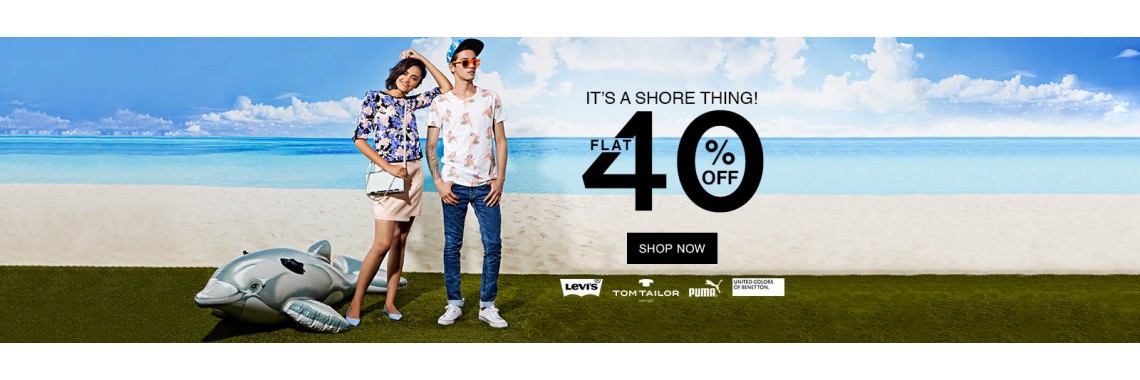 IT'S A SHORE THING!
FLAT
40
%
OFF
SHOP NOW
LEVI'S
TOM TAILOR
PUMA
UNITED COLORS
OF BENETTON.